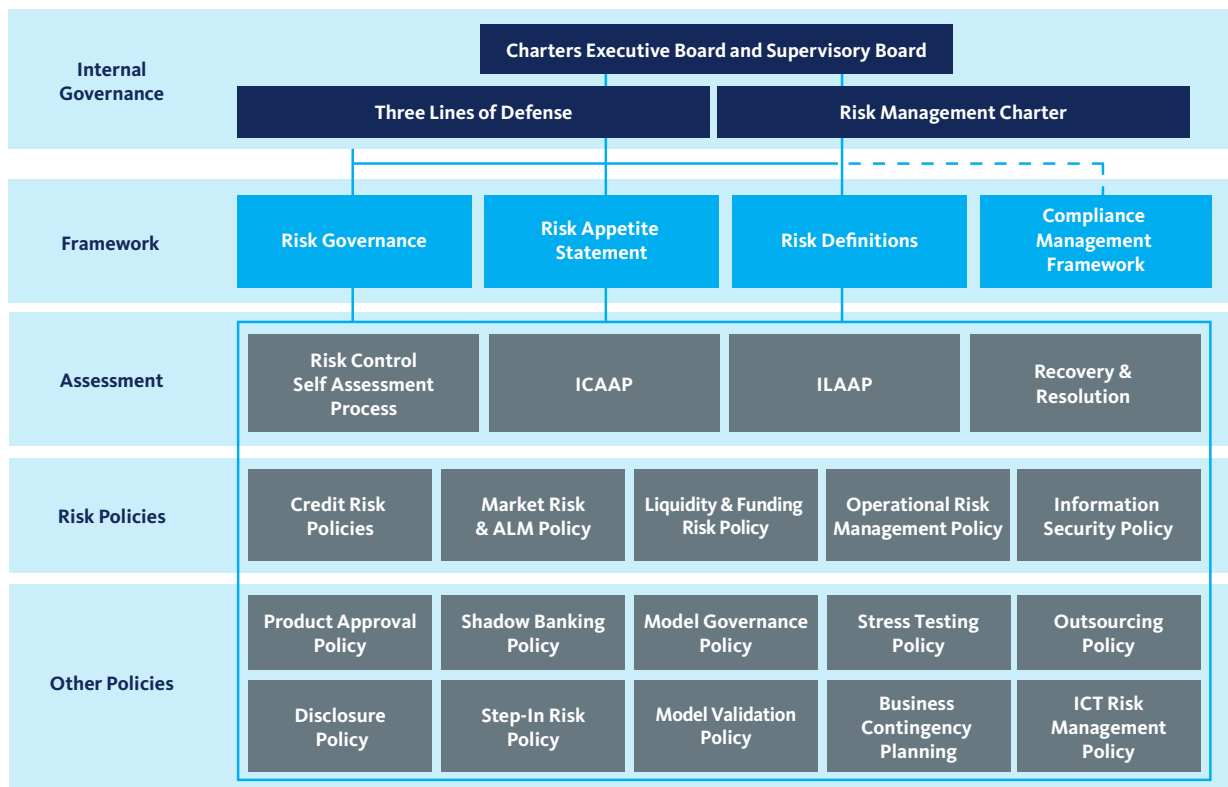 Internal
Governance
Charters Executive Board and Supervisory Board
Three Lines of Defense
Risk Management Charter
Framework
Risk Governance
Risk Appetite
Statement
Risk Definitions
Compliance
Management
Framework
Assessment
Risk Control
Self Assessment
Process
ICAAP
ILAAP
Recovery &
Resolution
Risk Policies
Credit Risk
Policies
Market Risk
& ALM Policy
Liquidity & Funding
Risk Policy
Operational Risk
Management Policy
Information
Security Policy
Other Policies
Product Approval
Policy
Shadow Banking
Policy
Model Governance
Policy
Stress Testing
Policy
Outsourcing
Policy
Disclosure
Policy
Step-In Risk
Policy
Model Validation
Policy
Business
Contingency
Planning
ICT Risk
Management
Policy